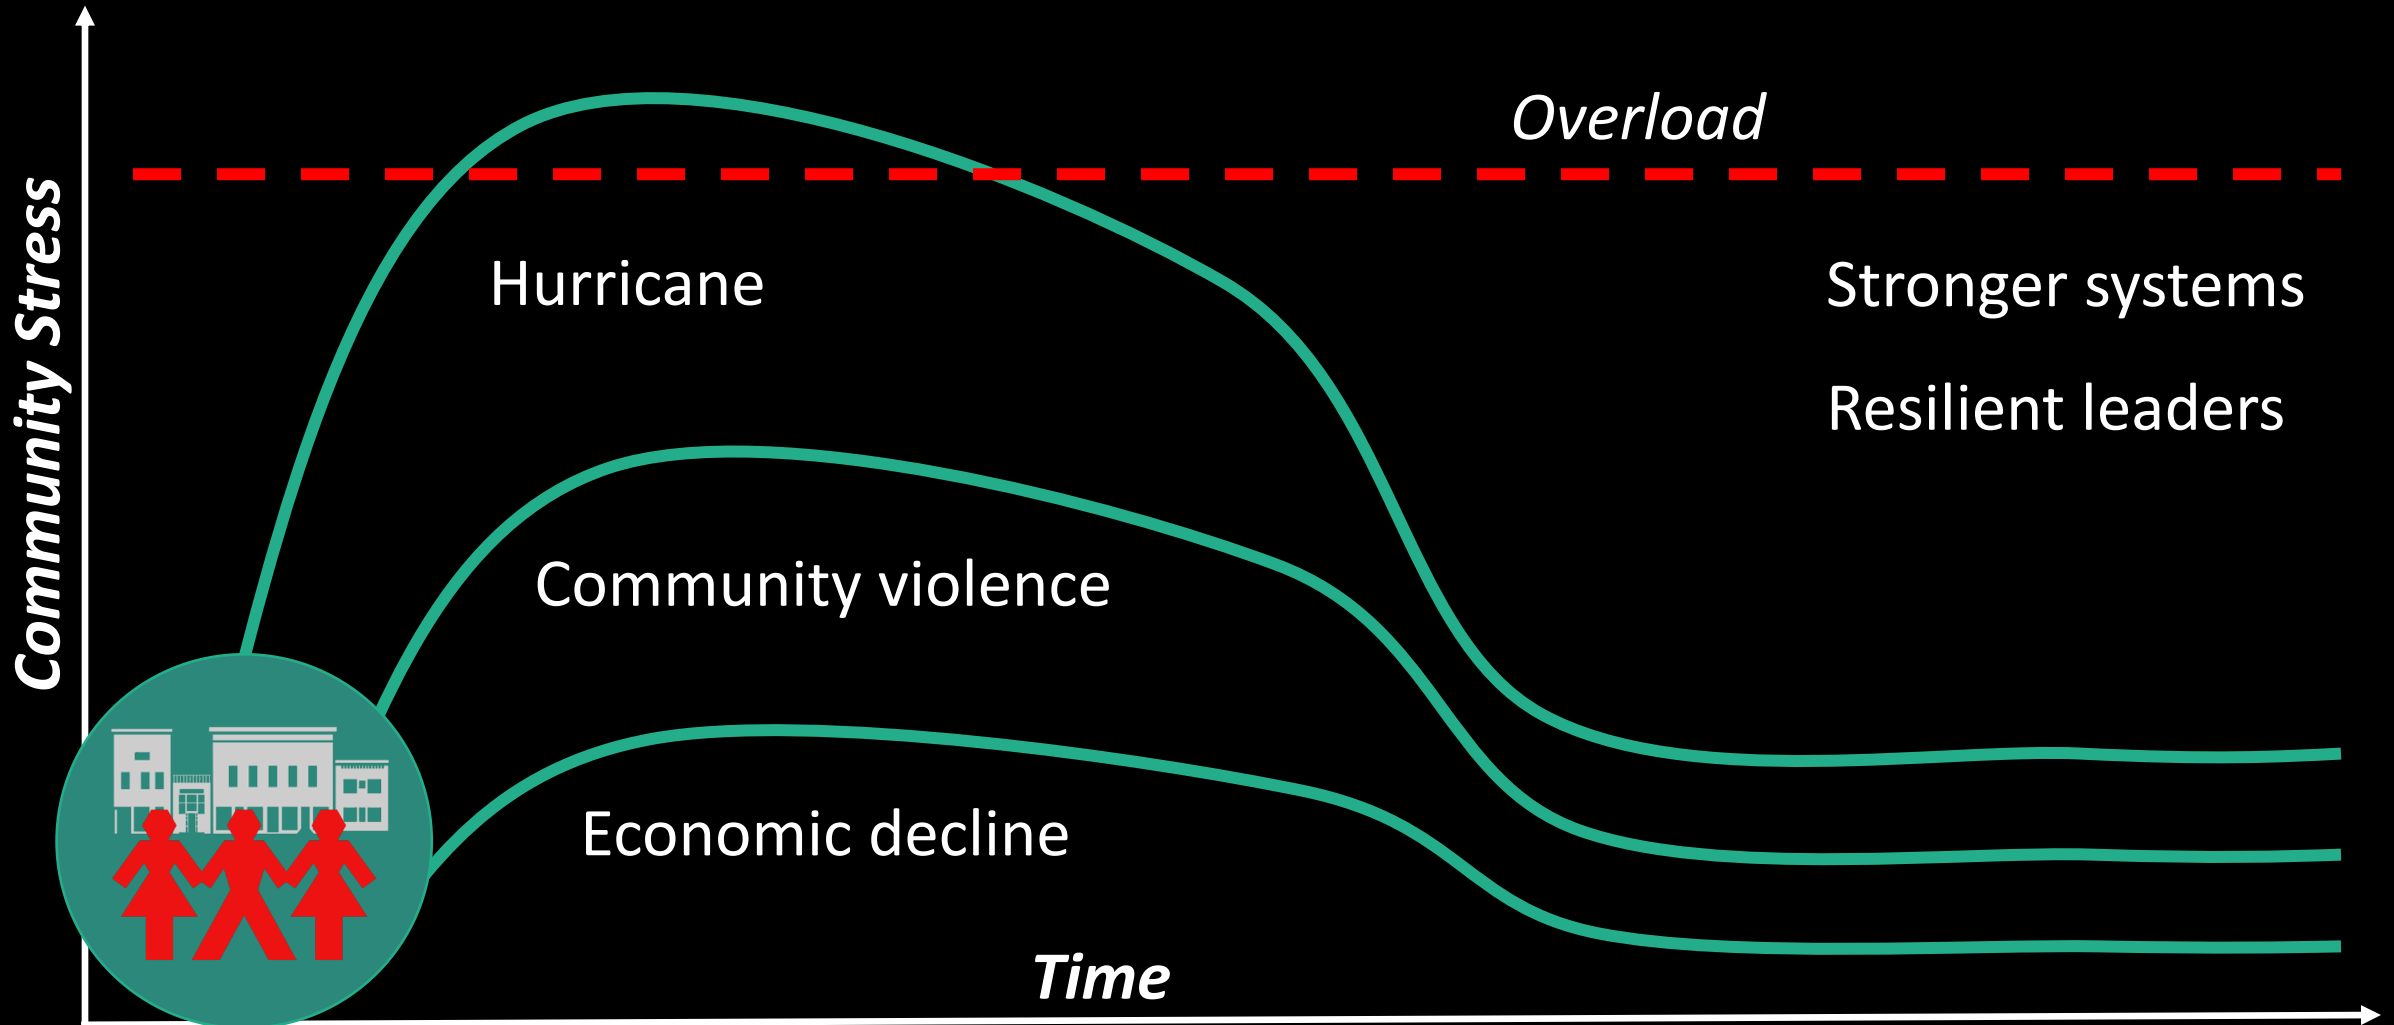 Overload
Community Stress
Hurricane
Stronger systems
Resilient leaders
Community violence
Economic decline
Time